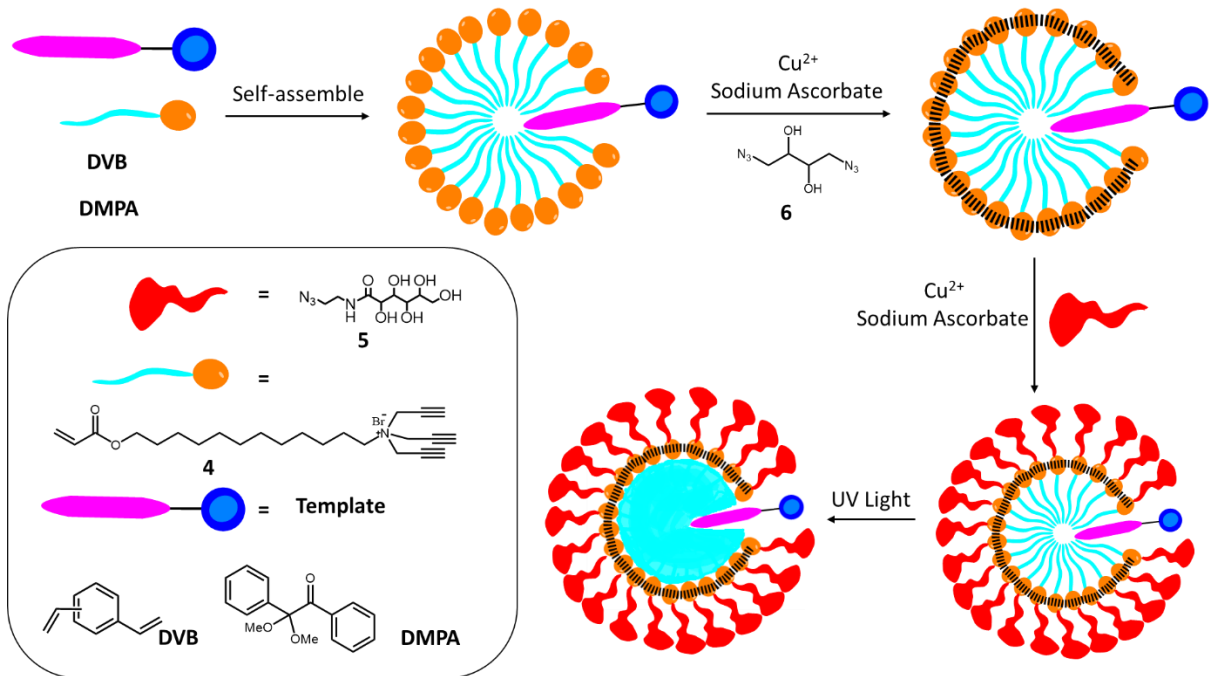 DVB
DMPA
Self-assemble
Cu²⁺
Sodium Ascorbate
OH
N₃
N₃
OH
6
Cu²⁺
Sodium Ascorbate
=
O
OH
OH
OH
N₃
N
H
OH
OH
5
=
O
O
Br⁻
N
+
4
=
Template
UV Light
O
MeO
OMe
DVB
DMPA